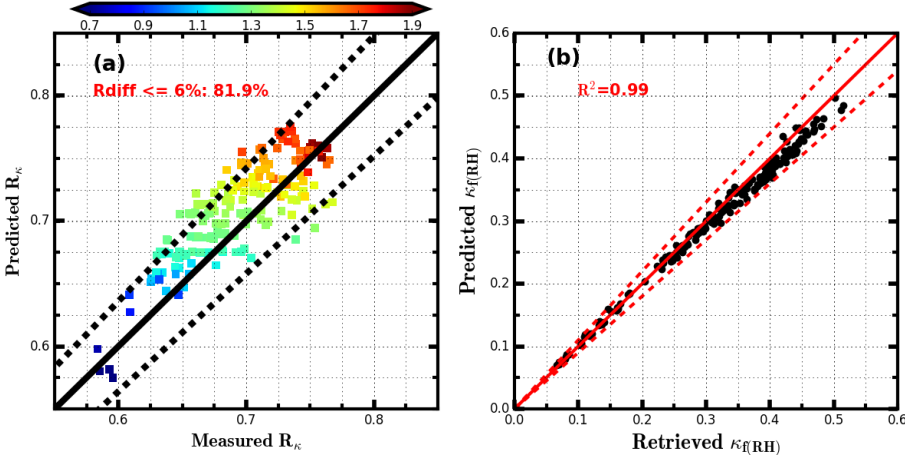 0.7 0.9 1.1 1.3 1.5 1.7 1.9
(a)
Rdiff <= 6%: 81.9%
Predicted Rκ
0.8
0.7
0.6
0.6 0.7 0.8
Measured Rκ
(b)
R²=0.99
Predicted κf(RH)
0.6
0.5
0.4
0.3
0.2
0.1
0.0
0.0 0.1 0.2 0.3 0.4 0.5 0.6
Retrieved κf(RH)